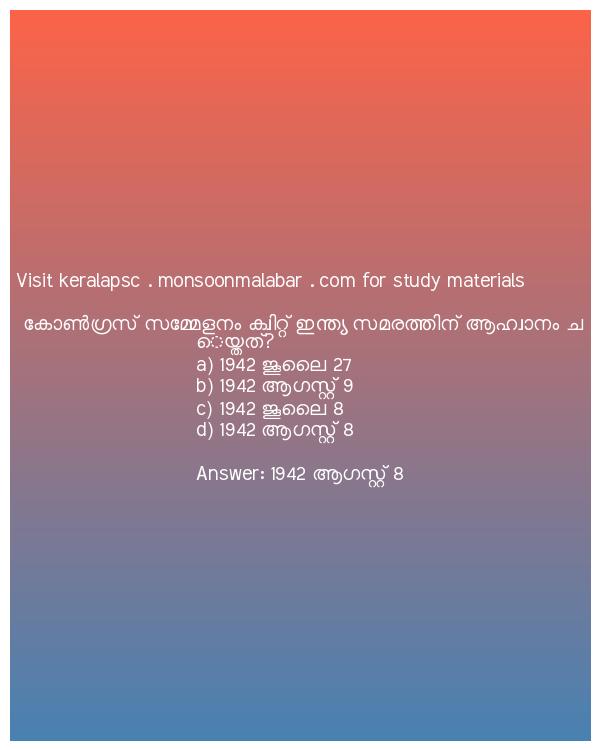 Visit keralapsc . monsoonmalabar . com for study materials
കോൺഗ്രസ് സമ്മേളനം ക്വിറ്റ് ഇന്ത്യ സമരത്തിന് ആഹ്വാനം ച
െയ്തത്?
a) 1942 ജൂലൈ 27
b) 1942 ആഗസ്റ്റ് 9
c) 1942 ജൂലൈ 8
d) 1942 ആഗസ്റ്റ് 8
Answer: 1942 ആഗസ്റ്റ് 8